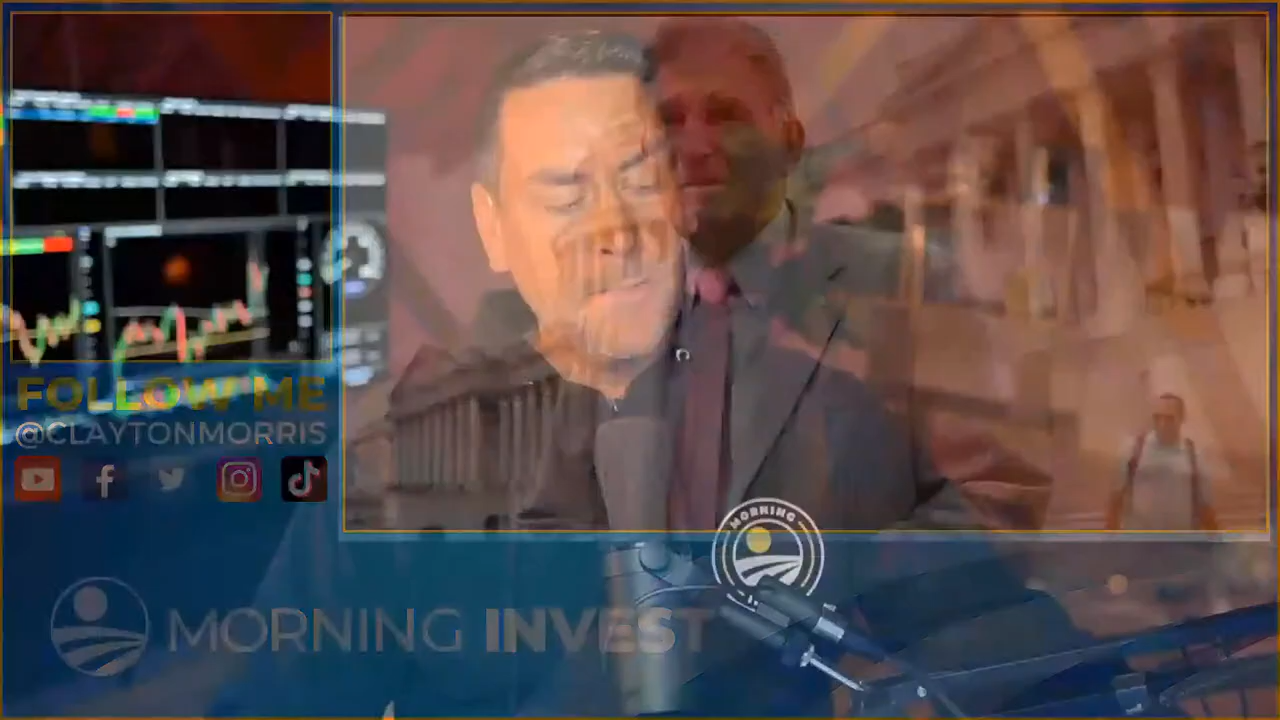 FOLLOW ME
@CLAYTONMORRIS
MORNING
MORNING INVEST